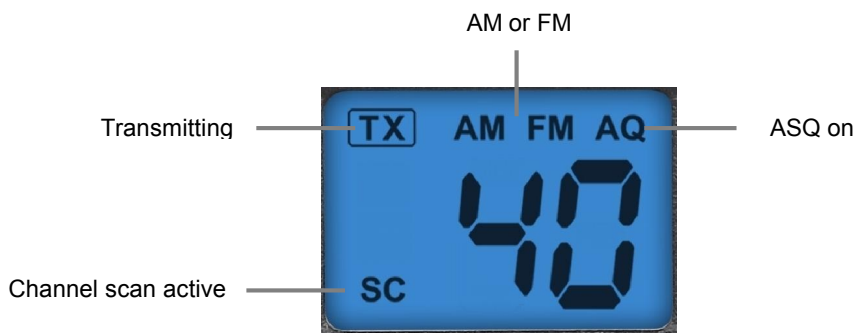 AM or FM
Transmitting
TX AM FM AQ
ASQ on
40
Channel scan active
SC